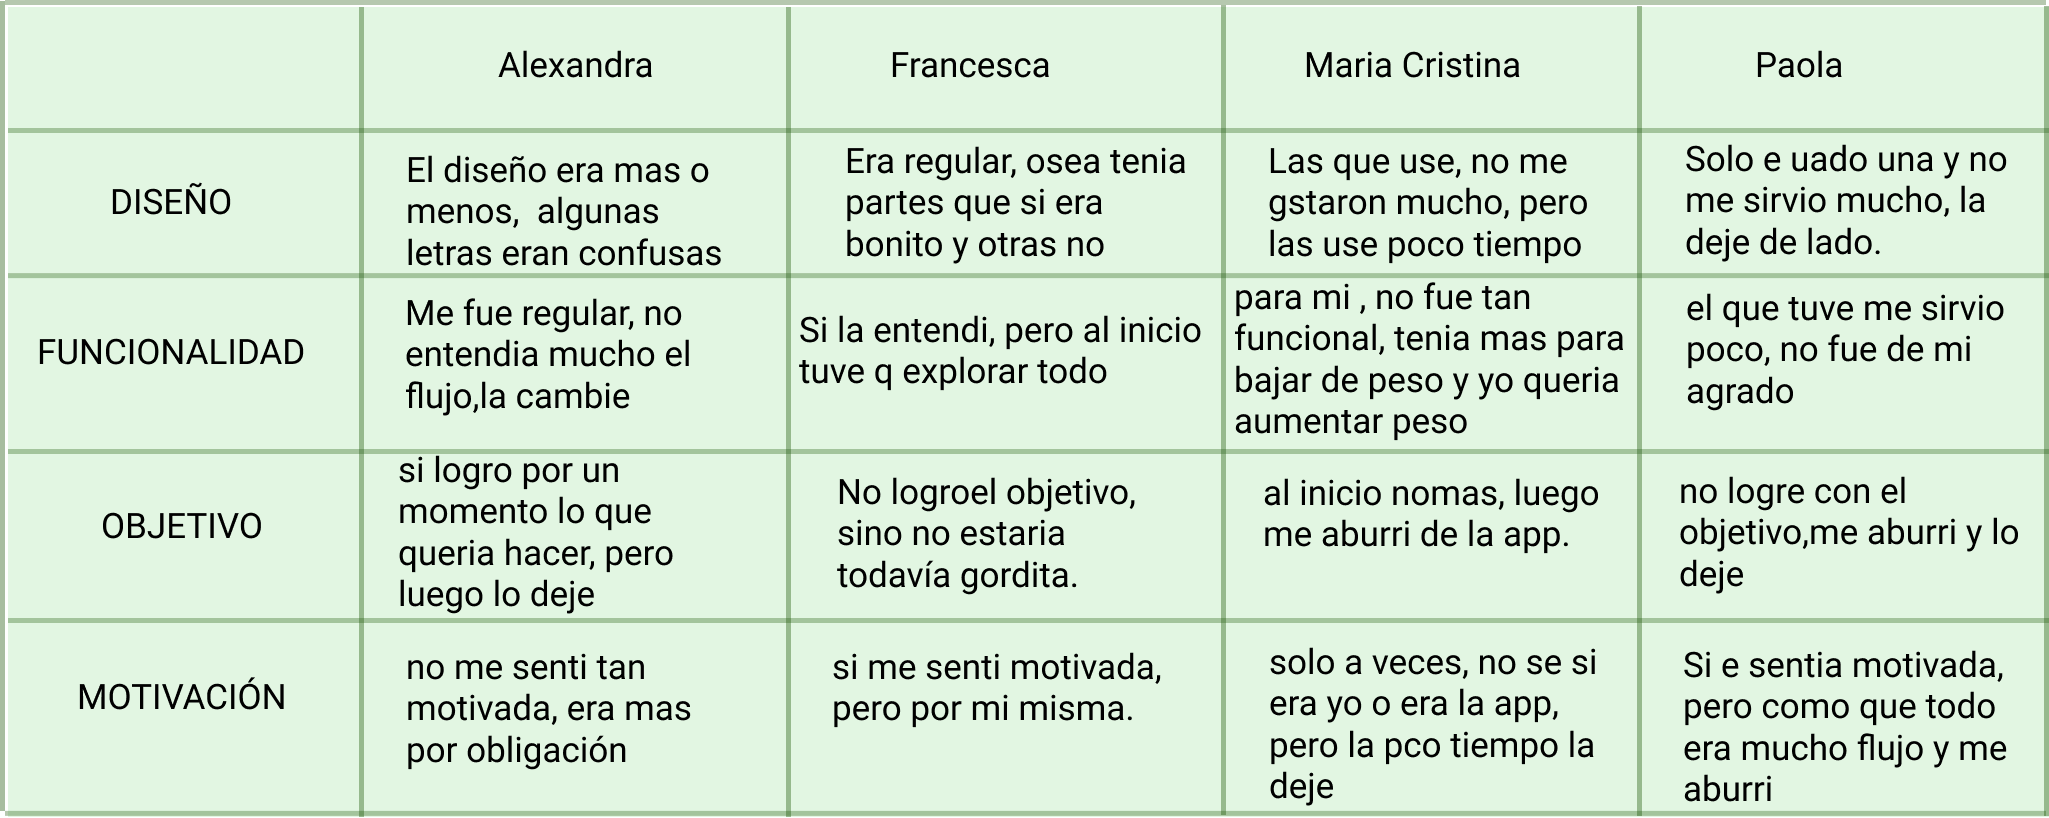 Alexandra
Francesca
Maria Cristina
Paola
DISEÑO
El diseño era mas o
menos,  algunas
letras eran confusas
Era regular, osea tenia
partes que si era
bonito y otras no
Las que use, no me
gstaron mucho, pero
las use poco tiempo
Solo e uado una y no
me sirvio mucho, la
deje de lado.
FUNCIONALIDAD
Me fue regular, no
entendia mucho el
flujo,la cambie
Si la entendi, pero al inicio
tuve q explorar todo
para mi , no fue tan
funcional, tenia mas para
bajar de peso y yo queria
aumentar peso
el que tuve me sirvio
poco, no fue de mi
agrado
OBJETIVO
si logro por un
momento lo que
queria hacer, pero
luego lo deje
No logroel objetivo,
sino no estaria
todavía gordita.
al inicio nomas, luego
me aburri de la app.
no logre con el
objetivo,me aburri y lo
deje
MOTIVACIÓN
no me senti tan
motivada, era mas
por obligación
si me senti motivada,
pero por mi misma.
solo a veces, no se si
era yo o era la app,
pero la pco tiempo la
deje
Si e sentia motivada,
pero como que todo
era mucho flujo y me
aburri